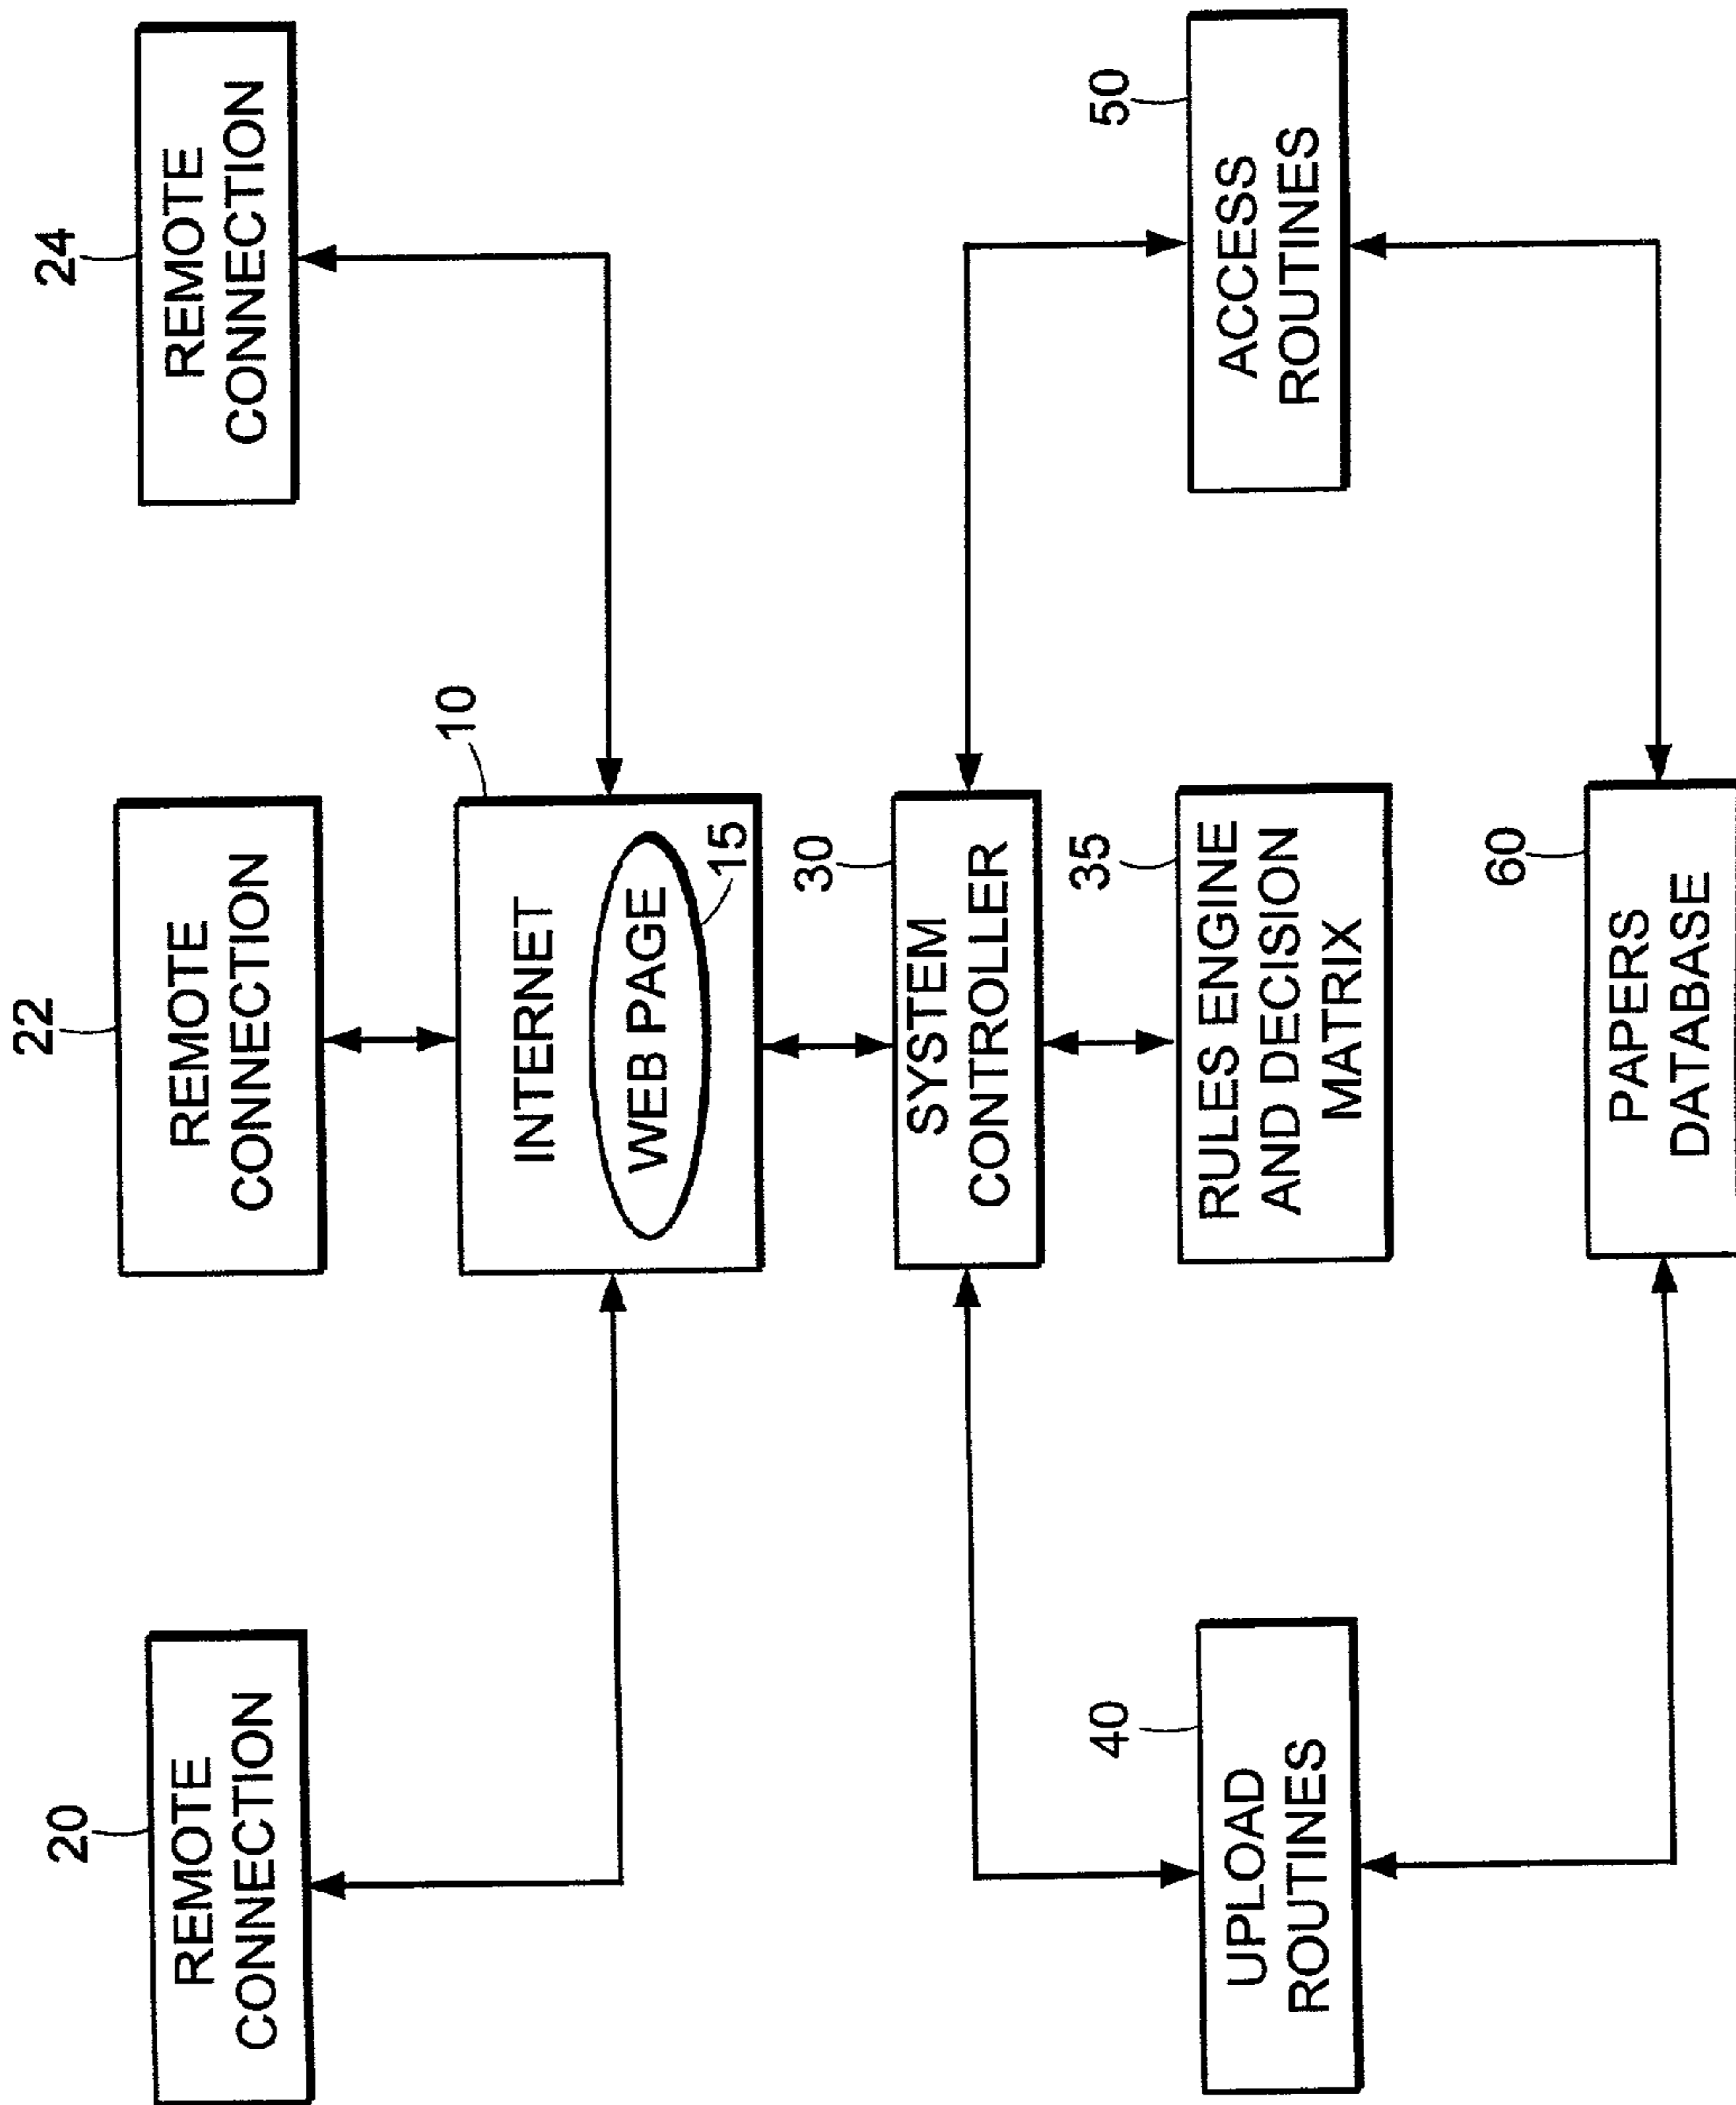 20
REMOTE
CONNECTION
22
REMOTE
CONNECTION
24
REMOTE
CONNECTION
10
INTERNET
WEB PAGE
15
30
SYSTEM
CONTROLLER
40
UPLOAD
ROUTINES
35
RULES ENGINE
AND DECISION
MATRIX
50
ACCESS
ROUTINES
60
PAPERS
DATABASE